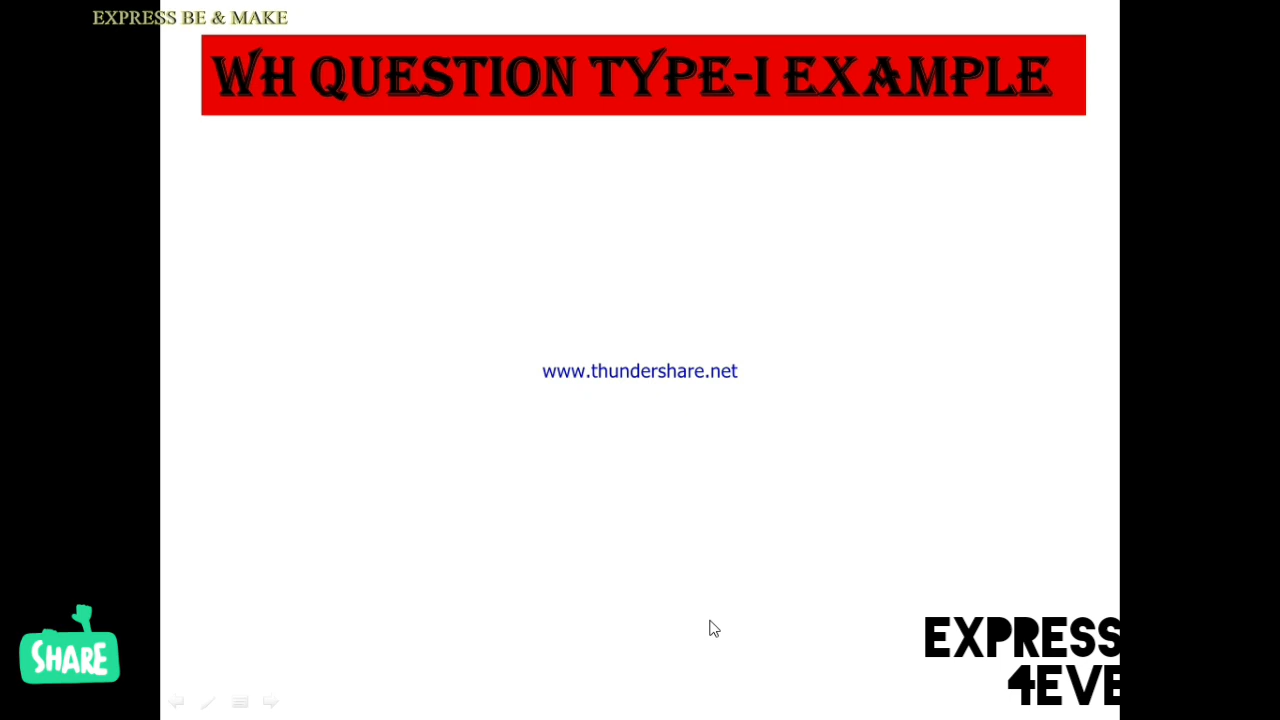 EXPRESS BE & MAKE
WH QUESTION TYPE-I EXAMPLE
www.thundershare.net
SHARE
EXPRESS
4EVE